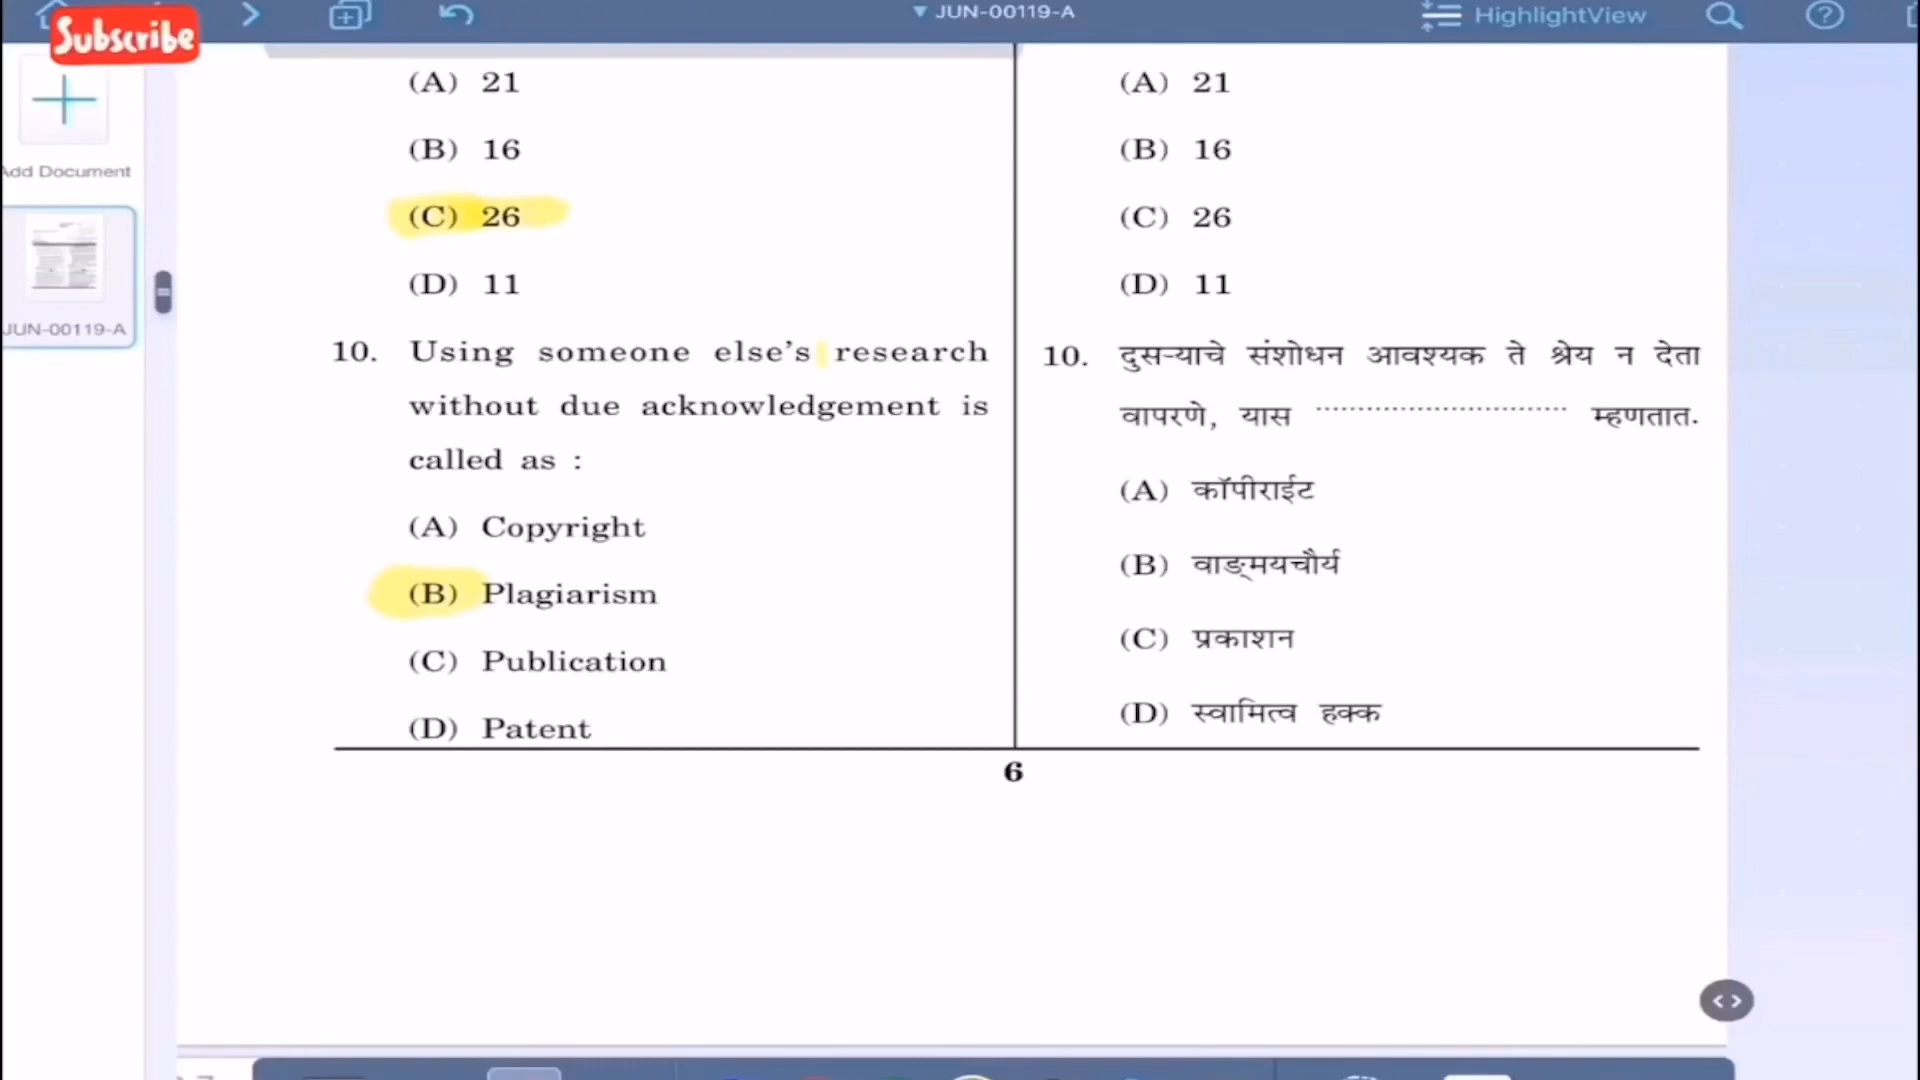 Subscribe
JUN-00119-A
HighlightView
Add Document
JUN-00119-A
(A) 21
(B) 16
(C) 26
(D) 11
10. Using someone else’s research
without due acknowledgement is
called as :
(A) Copyright
(B) Plagiarism
(C) Publication
(D) Patent
(A) 21
(B) 16
(C) 26
(D) 11
10. दुसऱ्याचे संशोधन आवश्यक ते श्रेय न देता
वापरणे, यास ............................ म्हणतात.
(A) कॉपीराईट
(B) वाङ्‌मयचौर्य
(C) प्रकाशन
(D) स्वामित्व हक्क
6